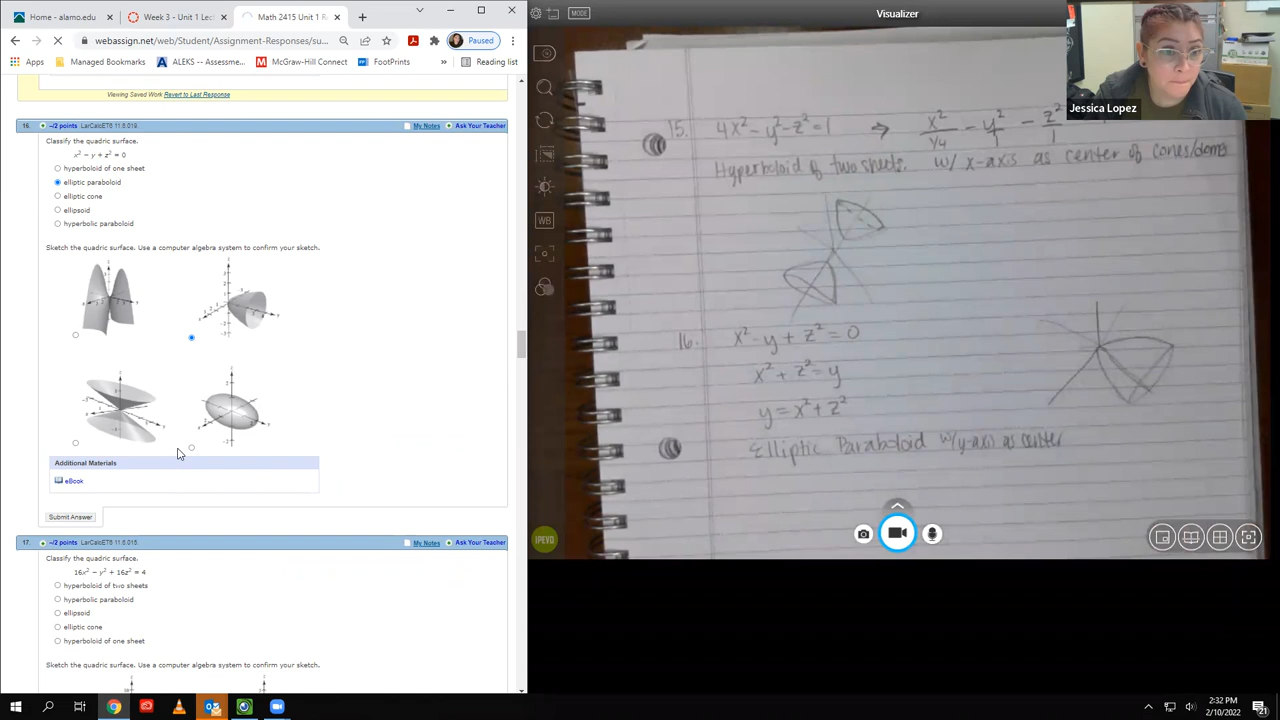 Home - alamo.edu
Week 3 - Unit 1 Lect
Math 2415 Unit 1 R
webassign.net/web/Student/Assignment-Responses/su...
Paused
Apps
Managed Bookmarks
ALEKS -- Assessme...
McGraw-Hill Connect
FootPrints
»
Reading list
Viewing Saved Work Revert to Last Response
16. –/2 points LarCalcET6 11.6.019.
My Notes
Ask Your Teacher
Classify the quadric surface.
x² − y + z² = 0
hyperboloid of one sheet
elliptic paraboloid
elliptic cone
ellipsoid
hyperbolic paraboloid
Sketch the quadric surface. Use a computer algebra system to confirm your sketch.
Additional Materials
eBook
Submit Answer
17. –/2 points LarCalcET6 11.6.015.
My Notes
Ask Your Teacher
Classify the quadric surface.
16x² − y² + 16z² = 4
hyperboloid of two sheets
hyperbolic paraboloid
ellipsoid
elliptic cone
hyperboloid of one sheet
Sketch the quadric surface. Use a computer algebra system to confirm your sketch.
MODE
Visualizer
WB
IPEVO
Jessica Lopez
15. 4x² - y² - z² = 1 → x²/1/4 - y²/1 - z²/1
Hyperboloid of two sheets. w/ x-axis as center of cones/domes
16. x² - y + z² = 0
x² + z² = y
y = x² + z²
Elliptic Paraboloid w/y-axis as center
2:32 PM
2/10/2022
21